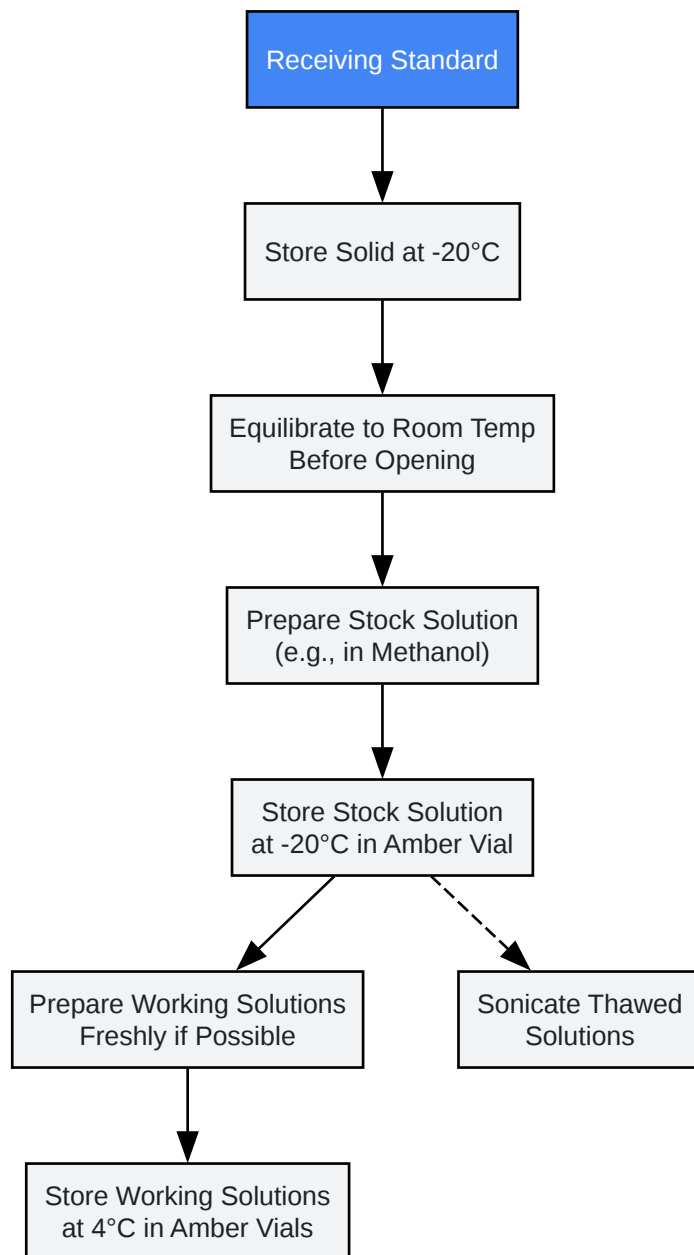 Receiving Standard
Store Solid at -20°C
Equilibrate to Room Temp
Before Opening
Prepare Stock Solution
(e.g., in Methanol)
Store Stock Solution
at -20°C in Amber Vial
Prepare Working Solutions
Freshly if Possible
Sonicate Thawed
Solutions
Store Working Solutions
at 4°C in Amber Vials